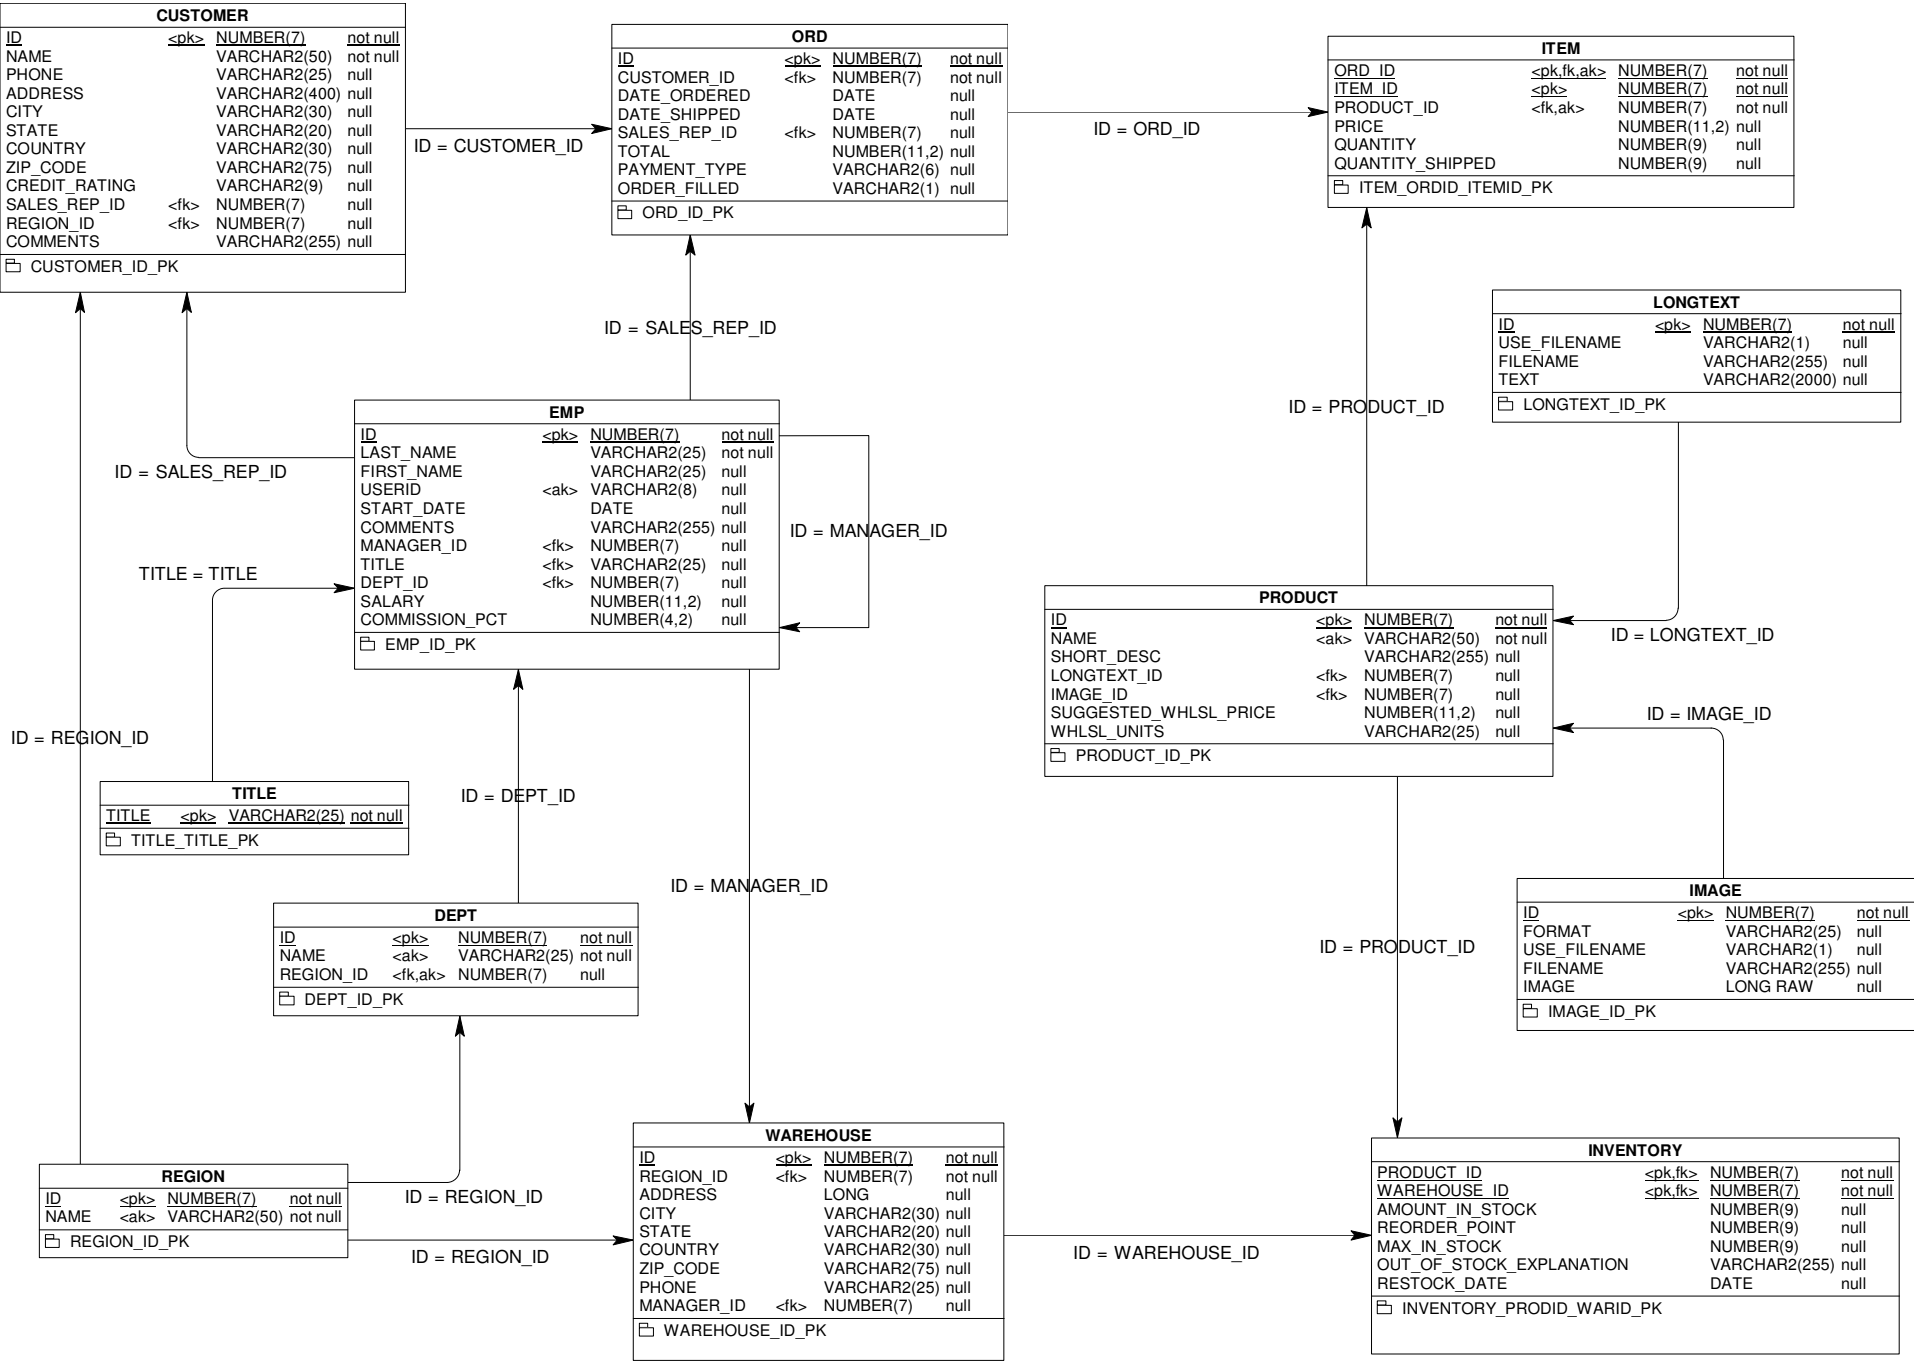 CUSTOMER
ID <pk> NUMBER(7) not null
NAME VARCHAR2(50) not null
PHONE VARCHAR2(25) null
ADDRESS VARCHAR2(400) null
CITY VARCHAR2(30) null
STATE VARCHAR2(20) null
COUNTRY VARCHAR2(30) null
ZIP_CODE VARCHAR2(75) null
CREDIT_RATING VARCHAR2(9) null
SALES_REP_ID <fk> NUMBER(7) null
REGION_ID <fk> NUMBER(7) null
COMMENTS VARCHAR2(255) null
CUSTOMER_ID_PK
ID = CUSTOMER_ID
ORD
ID <pk> NUMBER(7) not null
CUSTOMER_ID <fk> NUMBER(7) not null
DATE_ORDERED DATE null
DATE_SHIPPED DATE null
SALES_REP_ID <fk> NUMBER(7) null
TOTAL NUMBER(11,2) null
PAYMENT_TYPE VARCHAR2(6) null
ORDER_FILLED VARCHAR2(1) null
ORD_ID_PK
ID = ORD_ID
ITEM
ORD_ID <pk,fk,ak> NUMBER(7) not null
ITEM_ID <pk> NUMBER(7) not null
PRODUCT_ID <fk,ak> NUMBER(7) not null
PRICE NUMBER(11,2) null
QUANTITY NUMBER(9) null
QUANTITY_SHIPPED NUMBER(9) null
ITEM_ORDID_ITEMID_PK
LONGTEXT
ID <pk> NUMBER(7) not null
USE_FILENAME VARCHAR2(1) null
FILENAME VARCHAR2(255) null
TEXT VARCHAR2(2000) null
LONGTEXT_ID_PK
ID = SALES_REP_ID
ID = PRODUCT_ID
EMP
ID <pk> NUMBER(7) not null
LAST_NAME VARCHAR2(25) not null
FIRST_NAME VARCHAR2(25) null
USERID <ak> VARCHAR2(8) null
START_DATE DATE null
COMMENTS VARCHAR2(255) null
MANAGER_ID <fk> NUMBER(7) null
TITLE <fk> VARCHAR2(25) null
DEPT_ID <fk> NUMBER(7) null
SALARY NUMBER(11,2) null
COMMISSION_PCT NUMBER(4,2) null
EMP_ID_PK
ID = SALES_REP_ID
ID = MANAGER_ID
TITLE = TITLE
PRODUCT
ID <pk> NUMBER(7) not null
NAME <ak> VARCHAR2(50) not null
SHORT_DESC VARCHAR2(255) null
LONGTEXT_ID <fk> NUMBER(7) null
IMAGE_ID <fk> NUMBER(7) null
SUGGESTED_WHLSL_PRICE NUMBER(11,2) null
WHLSL_UNITS VARCHAR2(25) null
PRODUCT_ID_PK
ID = LONGTEXT_ID
ID = IMAGE_ID
ID = REGION_ID
TITLE
TITLE <pk> VARCHAR2(25) not null
TITLE_TITLE_PK
ID = DEPT_ID
ID = MANAGER_ID
DEPT
ID <pk> NUMBER(7) not null
NAME <ak> VARCHAR2(25) not null
REGION_ID <fk,ak> NUMBER(7) null
DEPT_ID_PK
ID = PRODUCT_ID
IMAGE
ID <pk> NUMBER(7) not null
FORMAT VARCHAR2(25) null
USE_FILENAME VARCHAR2(1) null
FILENAME VARCHAR2(255) null
IMAGE LONG RAW null
IMAGE_ID_PK
REGION
ID <pk> NUMBER(7) not null
NAME <ak> VARCHAR2(50) not null
REGION_ID_PK
ID = REGION_ID
ID = REGION_ID
WAREHOUSE
ID <pk> NUMBER(7) not null
REGION_ID <fk> NUMBER(7) not null
ADDRESS LONG null
CITY VARCHAR2(30) null
STATE VARCHAR2(20) null
COUNTRY VARCHAR2(30) null
ZIP_CODE VARCHAR2(75) null
PHONE VARCHAR2(25) null
MANAGER_ID <fk> NUMBER(7) null
WAREHOUSE_ID_PK
ID = WAREHOUSE_ID
INVENTORY
PRODUCT_ID <pk,fk> NUMBER(7) not null
WAREHOUSE_ID <pk,fk> NUMBER(7) not null
AMOUNT_IN_STOCK NUMBER(9) null
REORDER_POINT NUMBER(9) null
MAX_IN_STOCK NUMBER(9) null
OUT_OF_STOCK_EXPLANATION VARCHAR2(255) null
RESTOCK_DATE DATE null
INVENTORY_PRODID_WARID_PK